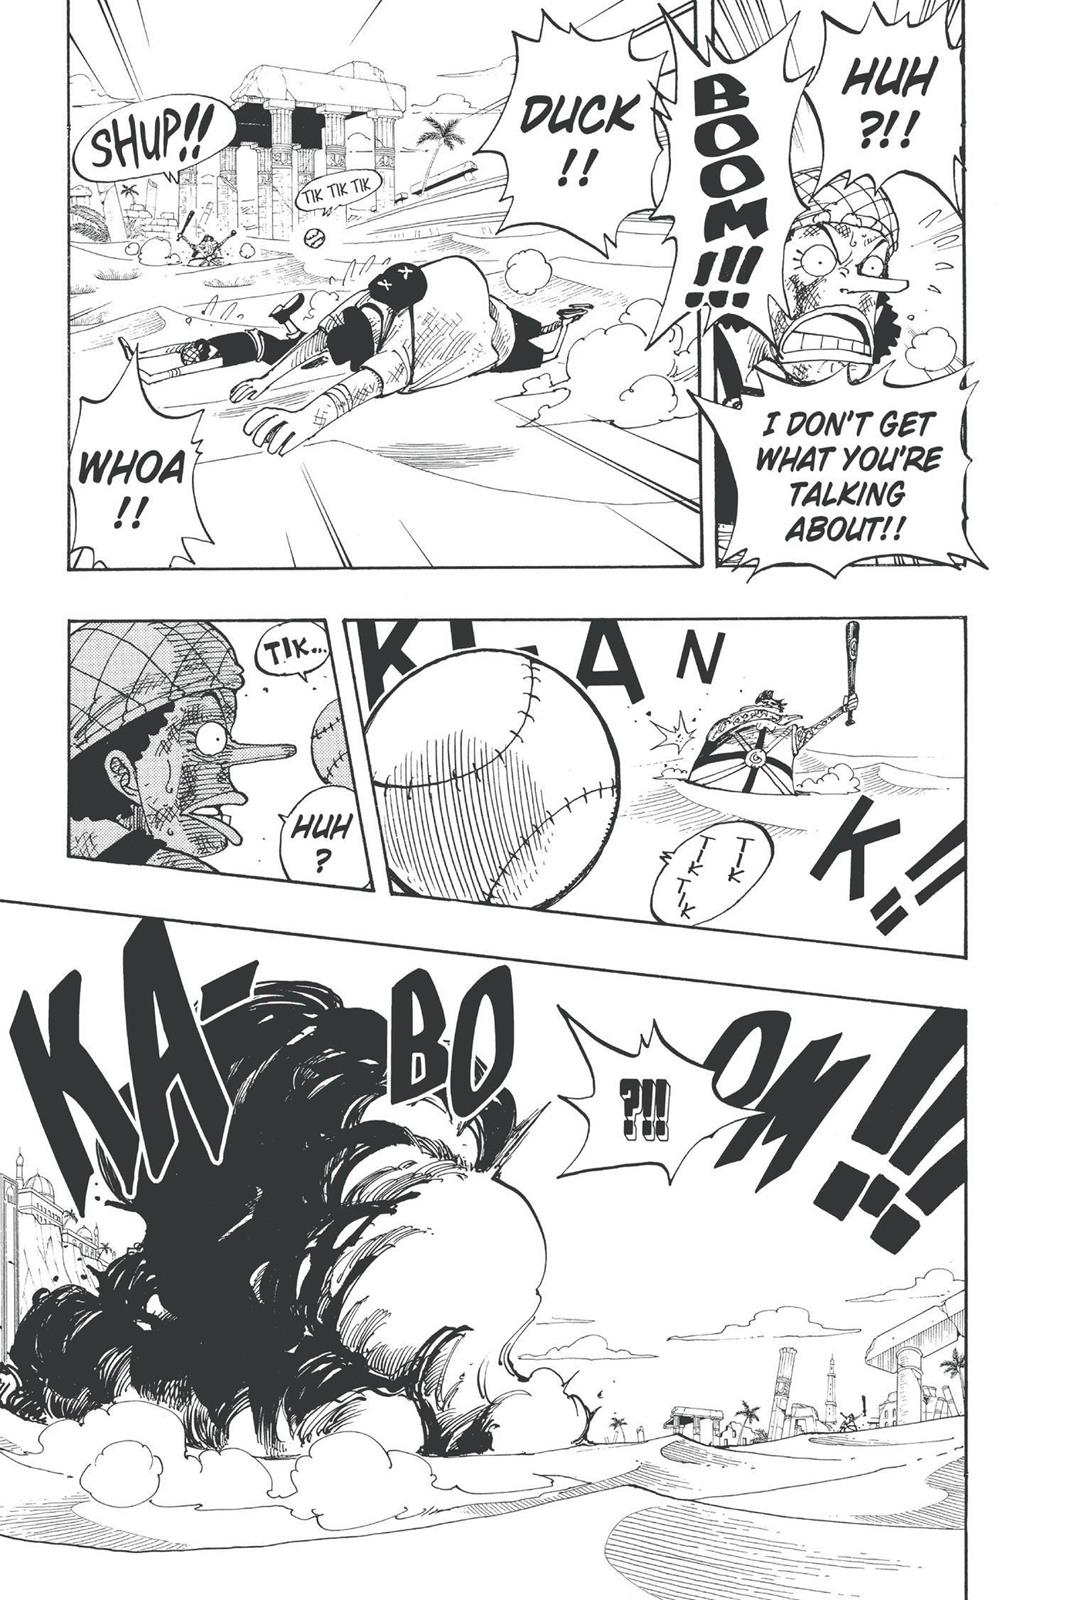 HUH
?!!
BOOM!!!
I DON'T GET
WHAT YOU'RE
TALKING
ABOUT!!
DUCK
!!
TIK TIK TIK
SHUP!!
WHOA
!!
KLANK!!
TIK
TIK
TIK
TIK...
HUH
?
KA-BOOM!!!
?!!!